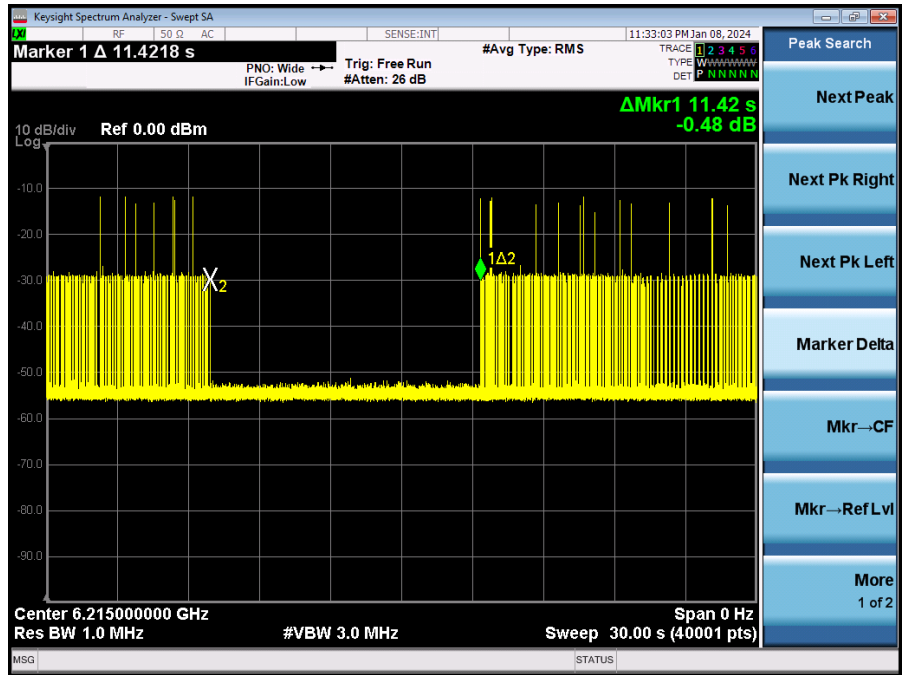 Keysight Spectrum Analyzer - Swept SA
LXI RF 50 Ω AC SENSE:INT 11:33:03 PM Jan 08, 2024
Marker 1 Δ 11.4218 s
PNO: Wide
IFGain:Low
Trig: Free Run
#Atten: 26 dB
#Avg Type: RMS
TRACE 1 2 3 4 5 6
TYPE WWWWWW
DET P N N N N N
ΔMkr1 11.42 s
-0.48 dB
10 dB/div Ref 0.00 dBm
Log
-10.0
-20.0
-30.0
-40.0
-50.0
-60.0
-70.0
-80.0
-90.0
X2
1Δ2
Center 6.215000000 GHz Span 0 Hz
Res BW 1.0 MHz #VBW 3.0 MHz Sweep 30.00 s (40001 pts)
MSG STATUS
Peak Search
Next Peak
Next Pk Right
Next Pk Left
Marker Delta
Mkr→CF
Mkr→Ref Lvl
More
1 of 2